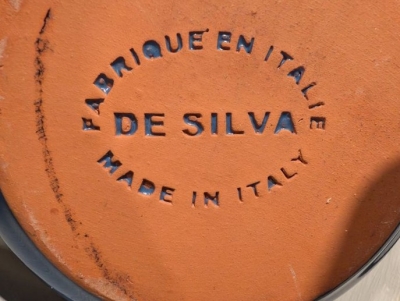 FABRIQUE EN ITALIE
DE SILVA
MADE IN ITALY